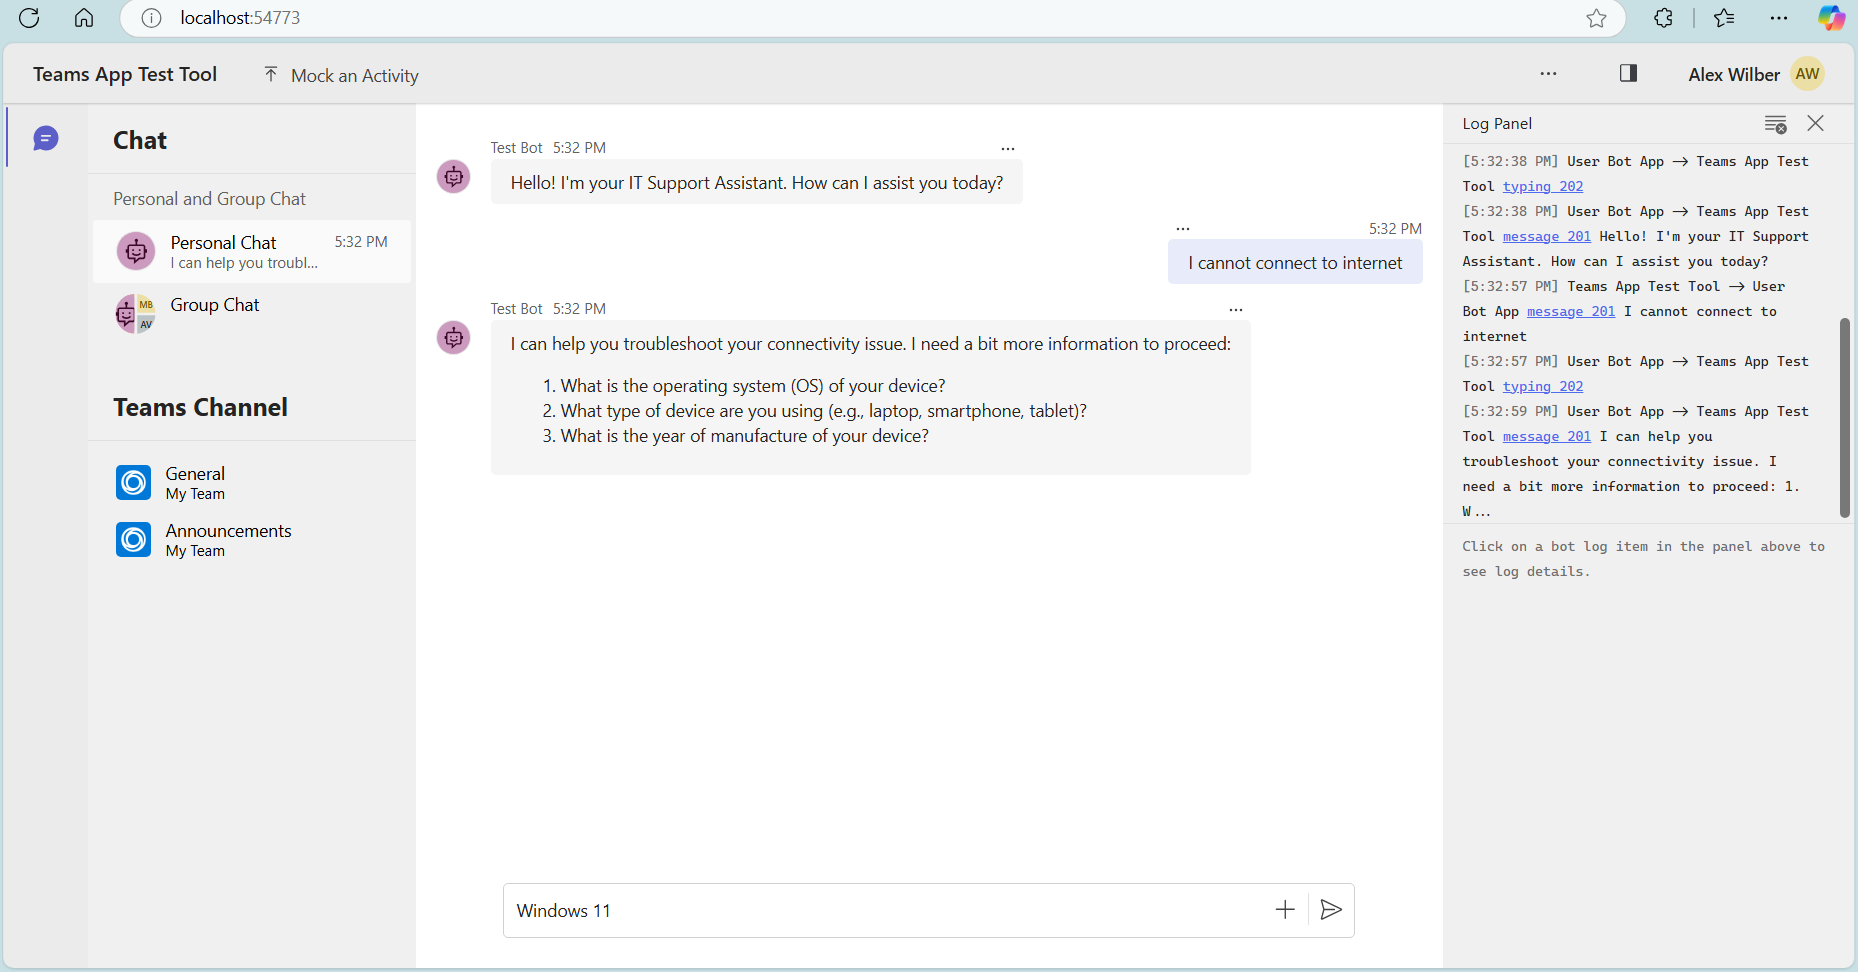 localhost:54773
Teams App Test Tool
Mock an Activity
Alex Wilber
AW
Chat
Personal and Group Chat
Personal Chat 5:32 PM
I can help you troubl...
MB
AV
Group Chat
Teams Channel
General
My Team
Announcements
My Team
Test Bot 5:32 PM
Hello! I'm your IT Support Assistant. How can I assist you today?
5:32 PM
I cannot connect to internet
Test Bot 5:32 PM
I can help you troubleshoot your connectivity issue. I need a bit more information to proceed:
1. What is the operating system (OS) of your device?
2. What type of device are you using (e.g., laptop, smartphone, tablet)?
3. What is the year of manufacture of your device?
Windows 11
Log Panel
[5:32:38 PM] User Bot App → Teams App Test
Tool typing 202
[5:32:38 PM] User Bot App → Teams App Test
Tool message 201 Hello! I'm your IT Support
Assistant. How can I assist you today?
[5:32:57 PM] Teams App Test Tool → User
Bot App message 201 I cannot connect to
internet
[5:32:57 PM] User Bot App → Teams App Test
Tool typing 202
[5:32:59 PM] User Bot App → Teams App Test
Tool message 201 I can help you
troubleshoot your connectivity issue. I
need a bit more information to proceed: 1.
W...
Click on a bot log item in the panel above to
see log details.